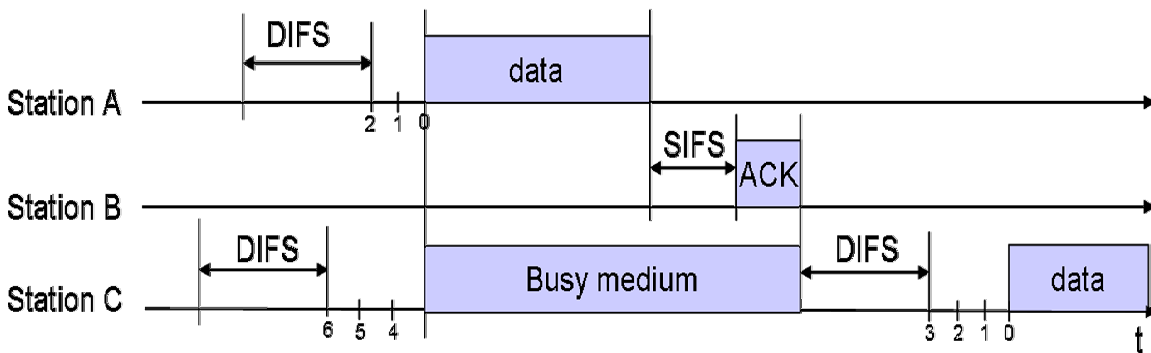 DIFS
data
Station A
2 1 0
SIFS
ACK
Station B
DIFS
Busy medium
DIFS
data
Station C
6 5 4
3 2 1 0
t